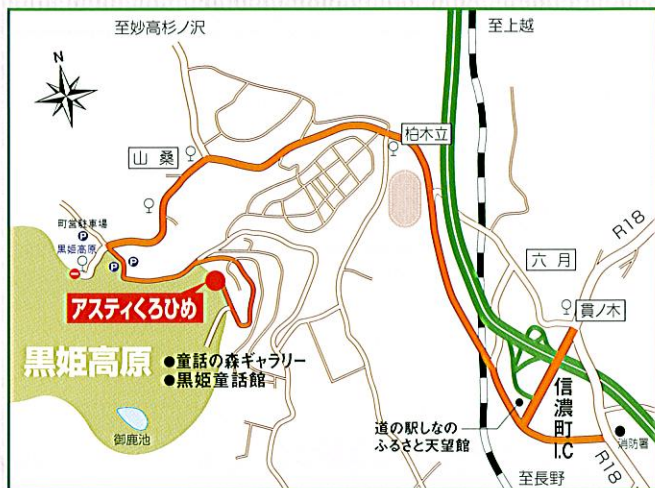 至妙高杉ノ沢
至上越
N
柏木立
山桑
町営駐車場
P
黒姫高原
P
P
R18
六月
貫ノ木
アスティくろひめ
黒姫高原
●童話の森ギャラリー
●黒姫童話館
御鹿池
道の駅しなの
ふるさと天望館
信濃町I.C
消防署
R18
至長野